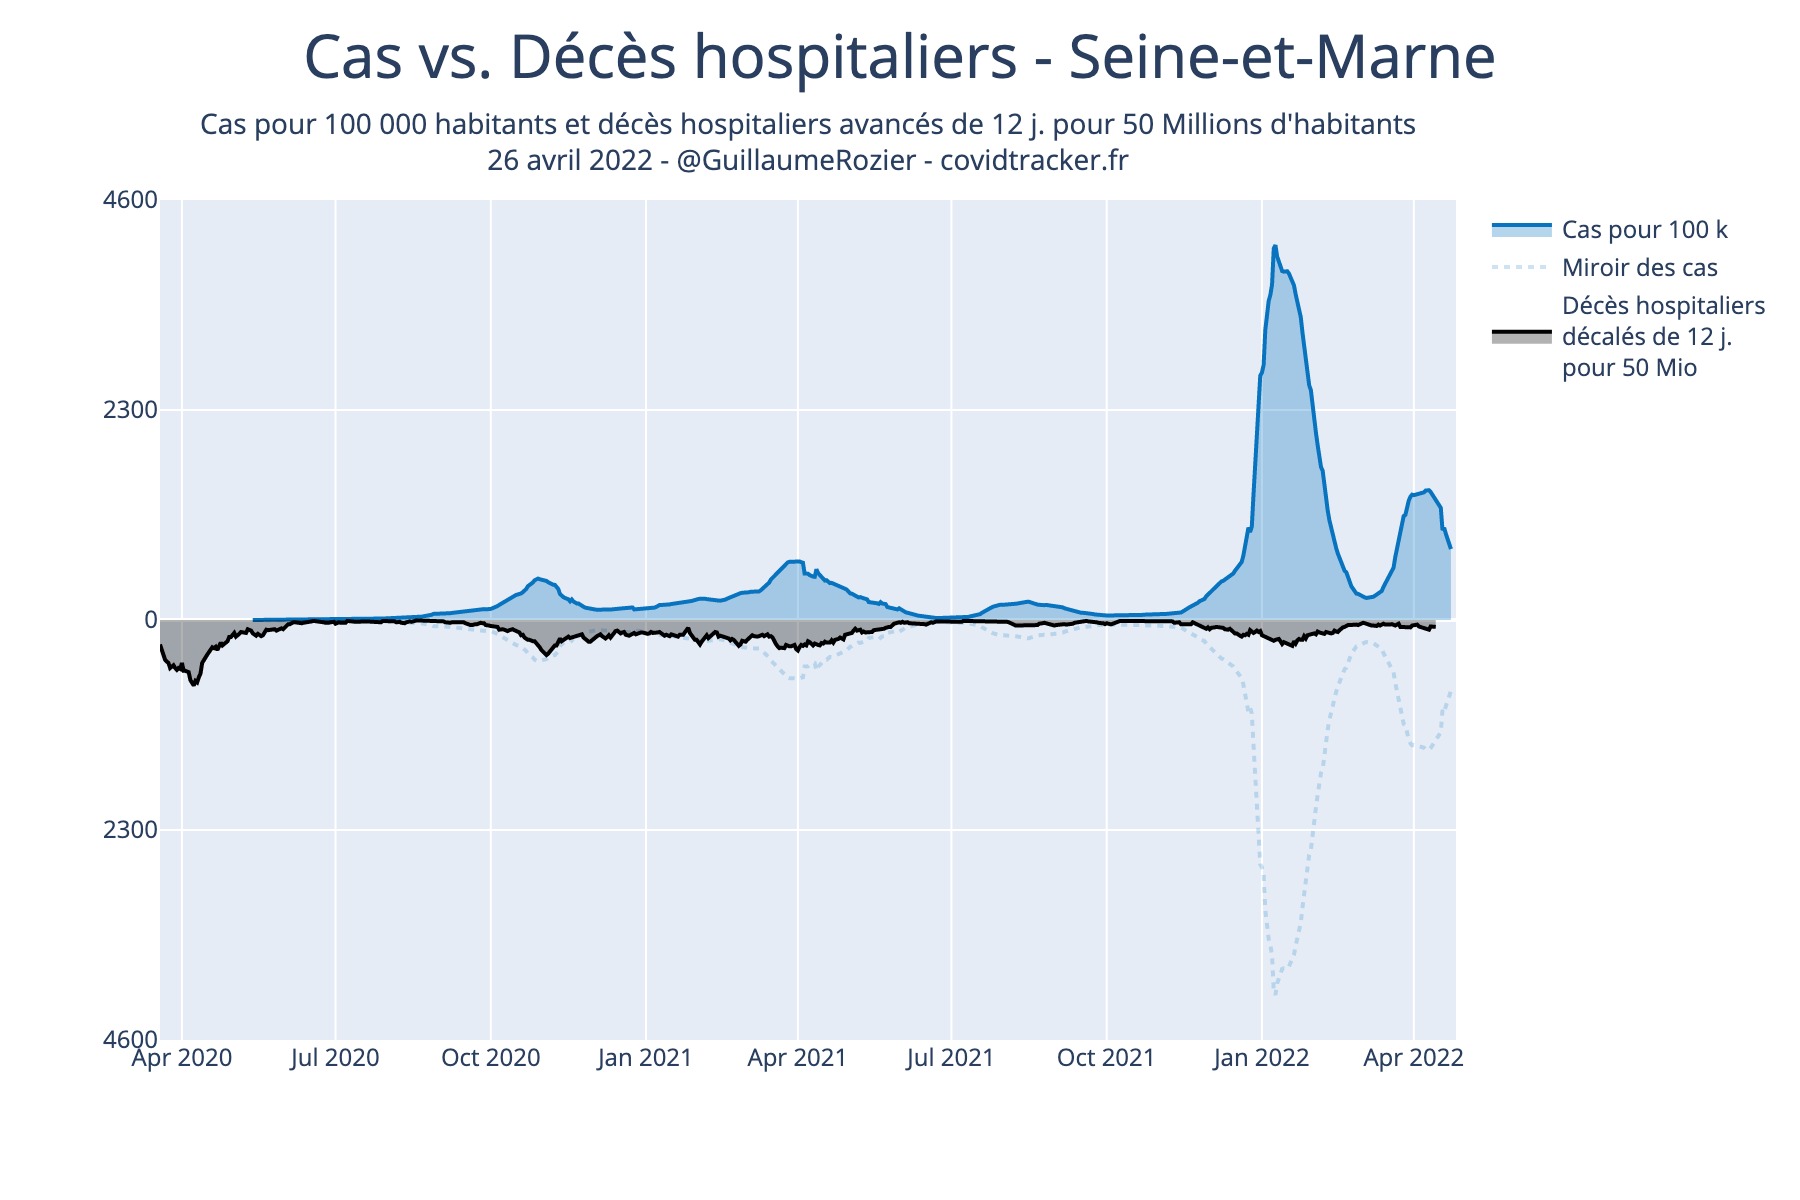 Cas vs. Décès hospitaliers - Seine-et-Marne
Cas pour 100 000 habitants et décès hospitaliers avancés de 12 j. pour 50 Millions d'habitants
26 avril 2022 - @GuillaumeRozier - covidtracker.fr
4600
2300
0
2300
4600
Apr 2020 Jul 2020 Oct 2020 Jan 2021 Apr 2021 Jul 2021 Oct 2021 Jan 2022 Apr 2022
Cas pour 100 k
Miroir des cas
Décès hospitaliers
décalés de 12 j.
pour 50 Mio